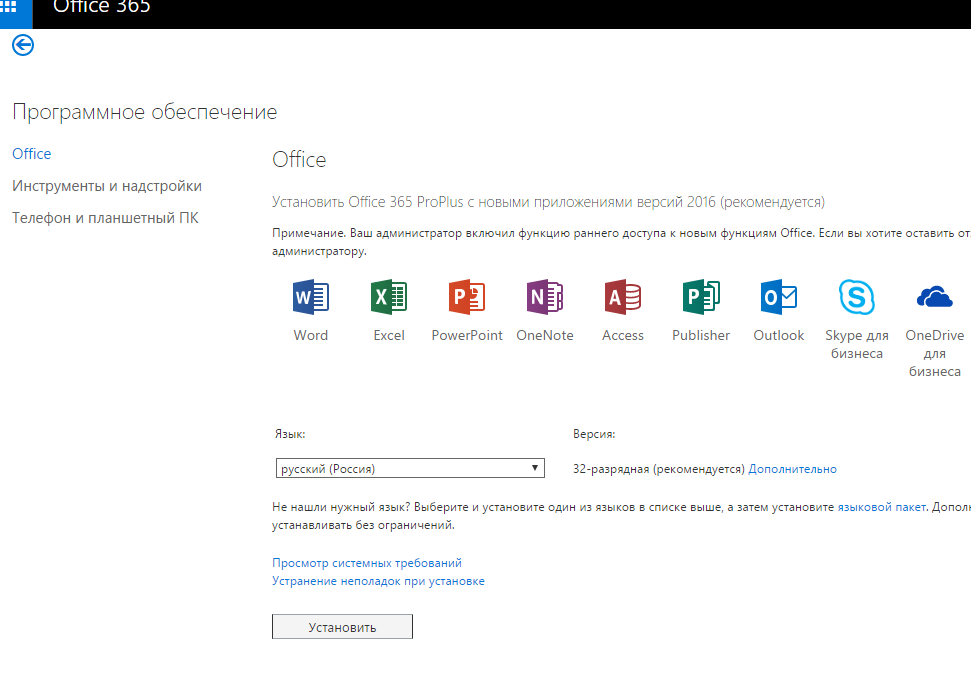 Office 365
Программное обеспечение
Office
Инструменты и надстройки
Телефон и планшетный ПК
Office
Установить Office 365 ProPlus с новыми приложениями версий 2016 (рекомендуется)
Примечание. Ваш администратор включил функцию раннего доступа к новым функциям Office. Если вы хотите оставить от
администратору.
Word
Excel
PowerPoint
OneNote
Access
Publisher
Outlook
Skype для
бизнеса
OneDrive
для
бизнеса
Язык:
Версия:
русский (Россия)
32-разрядная (рекомендуется) Дополнительно
Не нашли нужный язык? Выберите и установите один из языков в списке выше, а затем установите языковой пакет. Допол
устанавливать без ограничений.
Просмотр системных требований
Устранение неполадок при установке
Установить